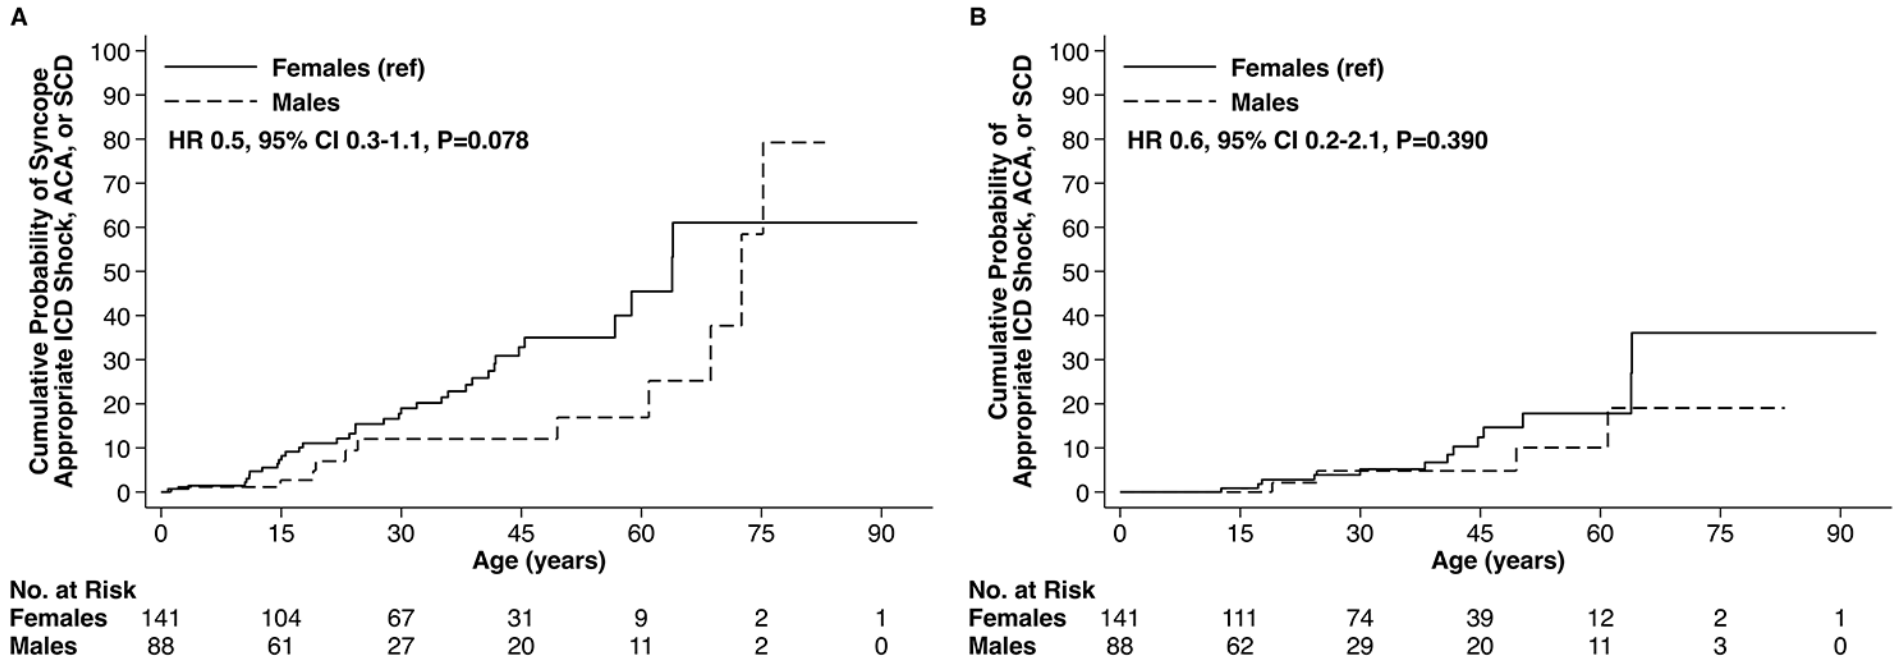 A
Cumulative Probability of Syncope
Appropriate ICD Shock, ACA, or SCD
100
90
80
70
60
50
40
30
20
10
0
Females (ref)
Males
HR 0.5, 95% CI 0.3-1.1, P=0.078
0 15 30 45 60 75 90
Age (years)
No. at Risk
Females 141 104 67 31 9 2 1
Males 88 61 27 20 11 2 0
B
Cumulative Probability of
Appropriate ICD Shock, ACA, or SCD
100
90
80
70
60
50
40
30
20
10
0
Females (ref)
Males
HR 0.6, 95% CI 0.2-2.1, P=0.390
0 15 30 45 60 75 90
Age (years)
No. at Risk
Females 141 111 74 39 12 2 1
Males 88 62 29 20 11 3 0